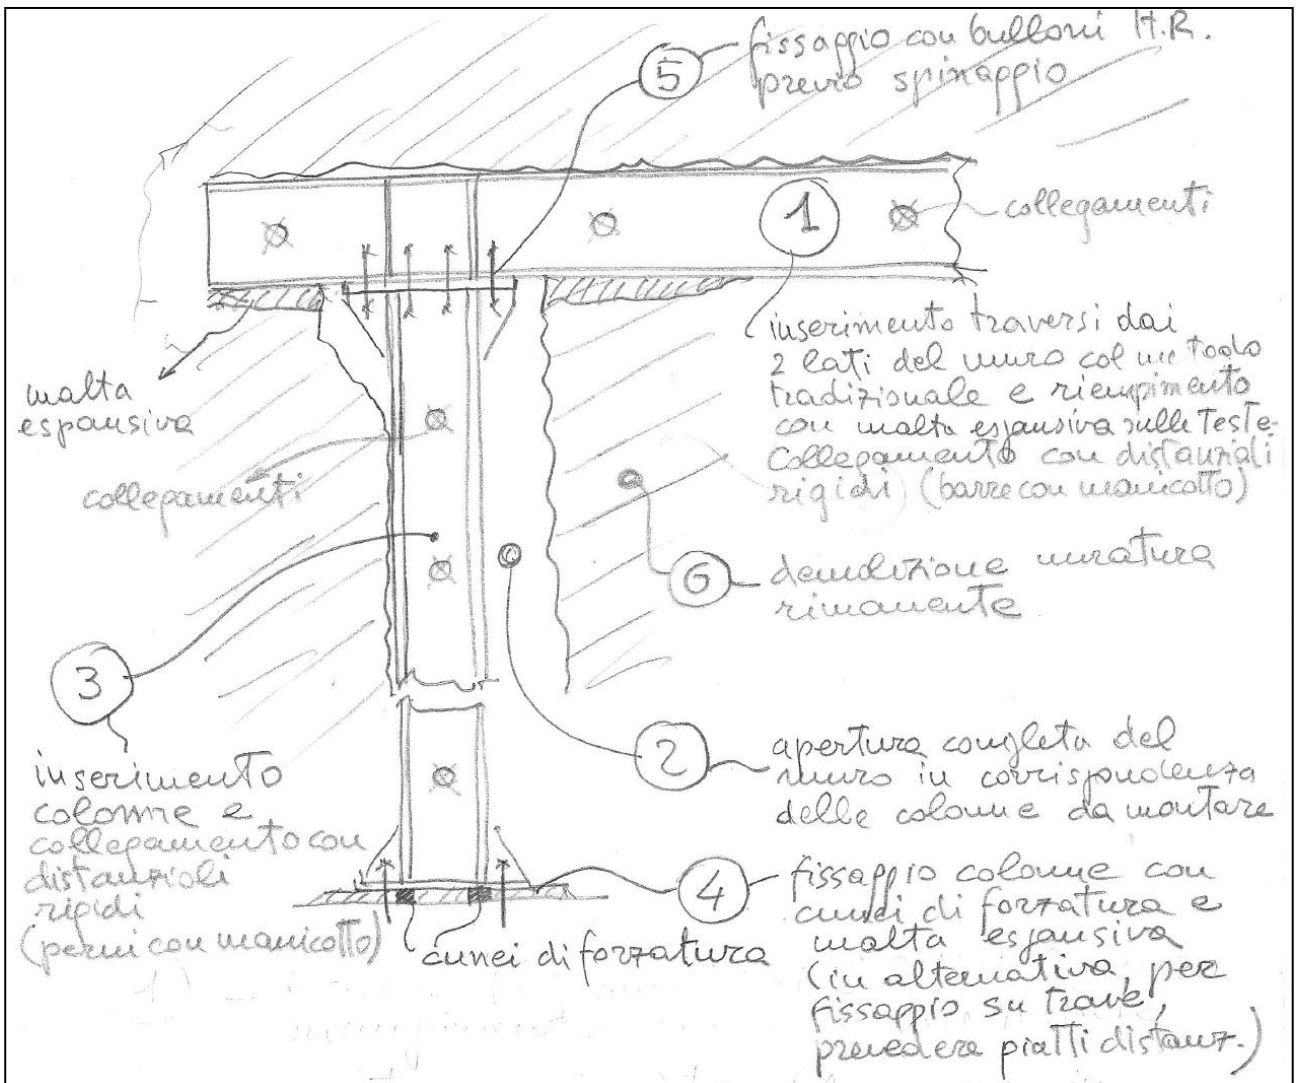 5
fissaggio con bulloni H.R.
previo spinaggio
1
collegamenti
inserimento traversi dai
2 lati del muro col metodo
tradizionale e riempimento
con malta espansiva sulle teste.
Collegamento con distanziali
rigidi (barre con manicotto)
malta
espansiva
collegamenti
6
demolizione muratura
rimanente
3
inserimento
colonne e
collegamento con
distanzioli
rigidi
(perni con manicotto)
2
apertura completa del
muro in corrispondenza
delle colonne da montare
4
fissaggio colonne con
cunei di forzatura e
malta espansiva
(in alternativa, per
fissaggio su trave,
prevedere piatti distanz.)
cunei di forzatura